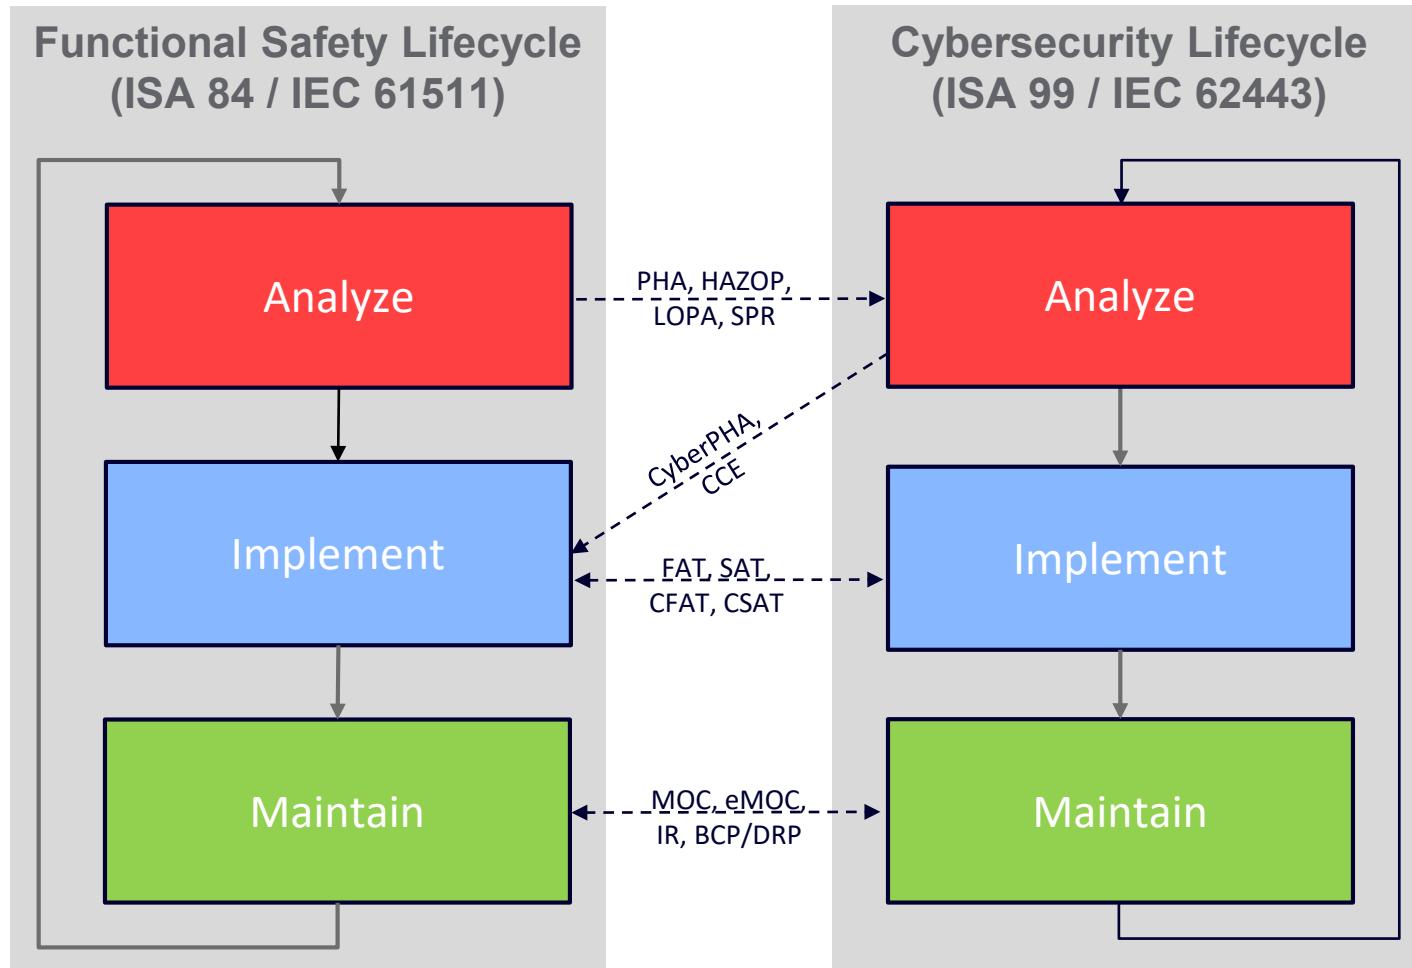 Functional Safety Lifecycle
(ISA 84 / IEC 61511)
Cybersecurity Lifecycle
(ISA 99 / IEC 62443)
Analyze
PHA, HAZOP,
LOPA, SPR
Analyze
CyberPHA,
CCE
Implement
FAT, SAT,
CFAT, CSAT
Implement
Maintain
MOC, eMOC,
IR, BCP/DRP
Maintain